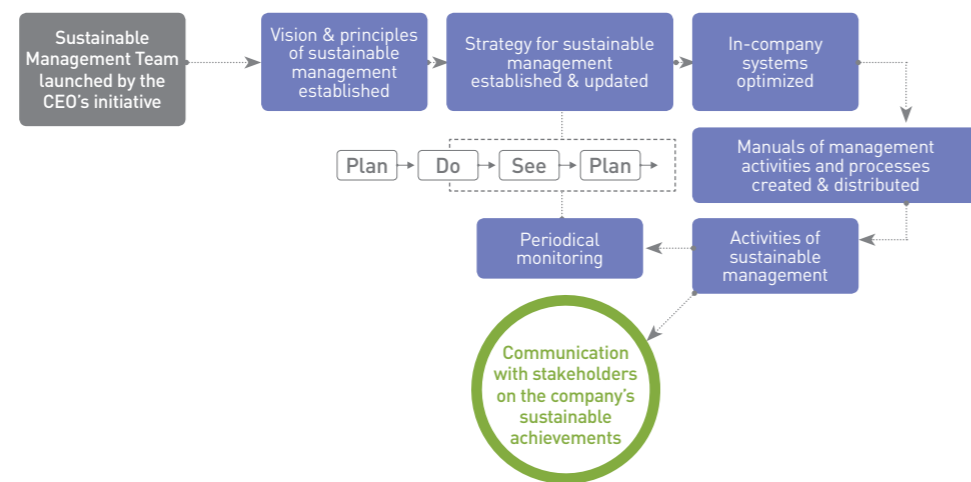 Sustainable
Management Team
launched by the
CEO's initiative
Vision & principles
of sustainable
management
established
Strategy for sustainable
management
established & updated
In-company
systems
optimized
Manuals of management
activities and processes
created & distributed
Plan
Do
See
Plan
Periodical
monitoring
Activities of
sustainable
management
Communication
with stakeholders
on the company's
sustainable
achievements